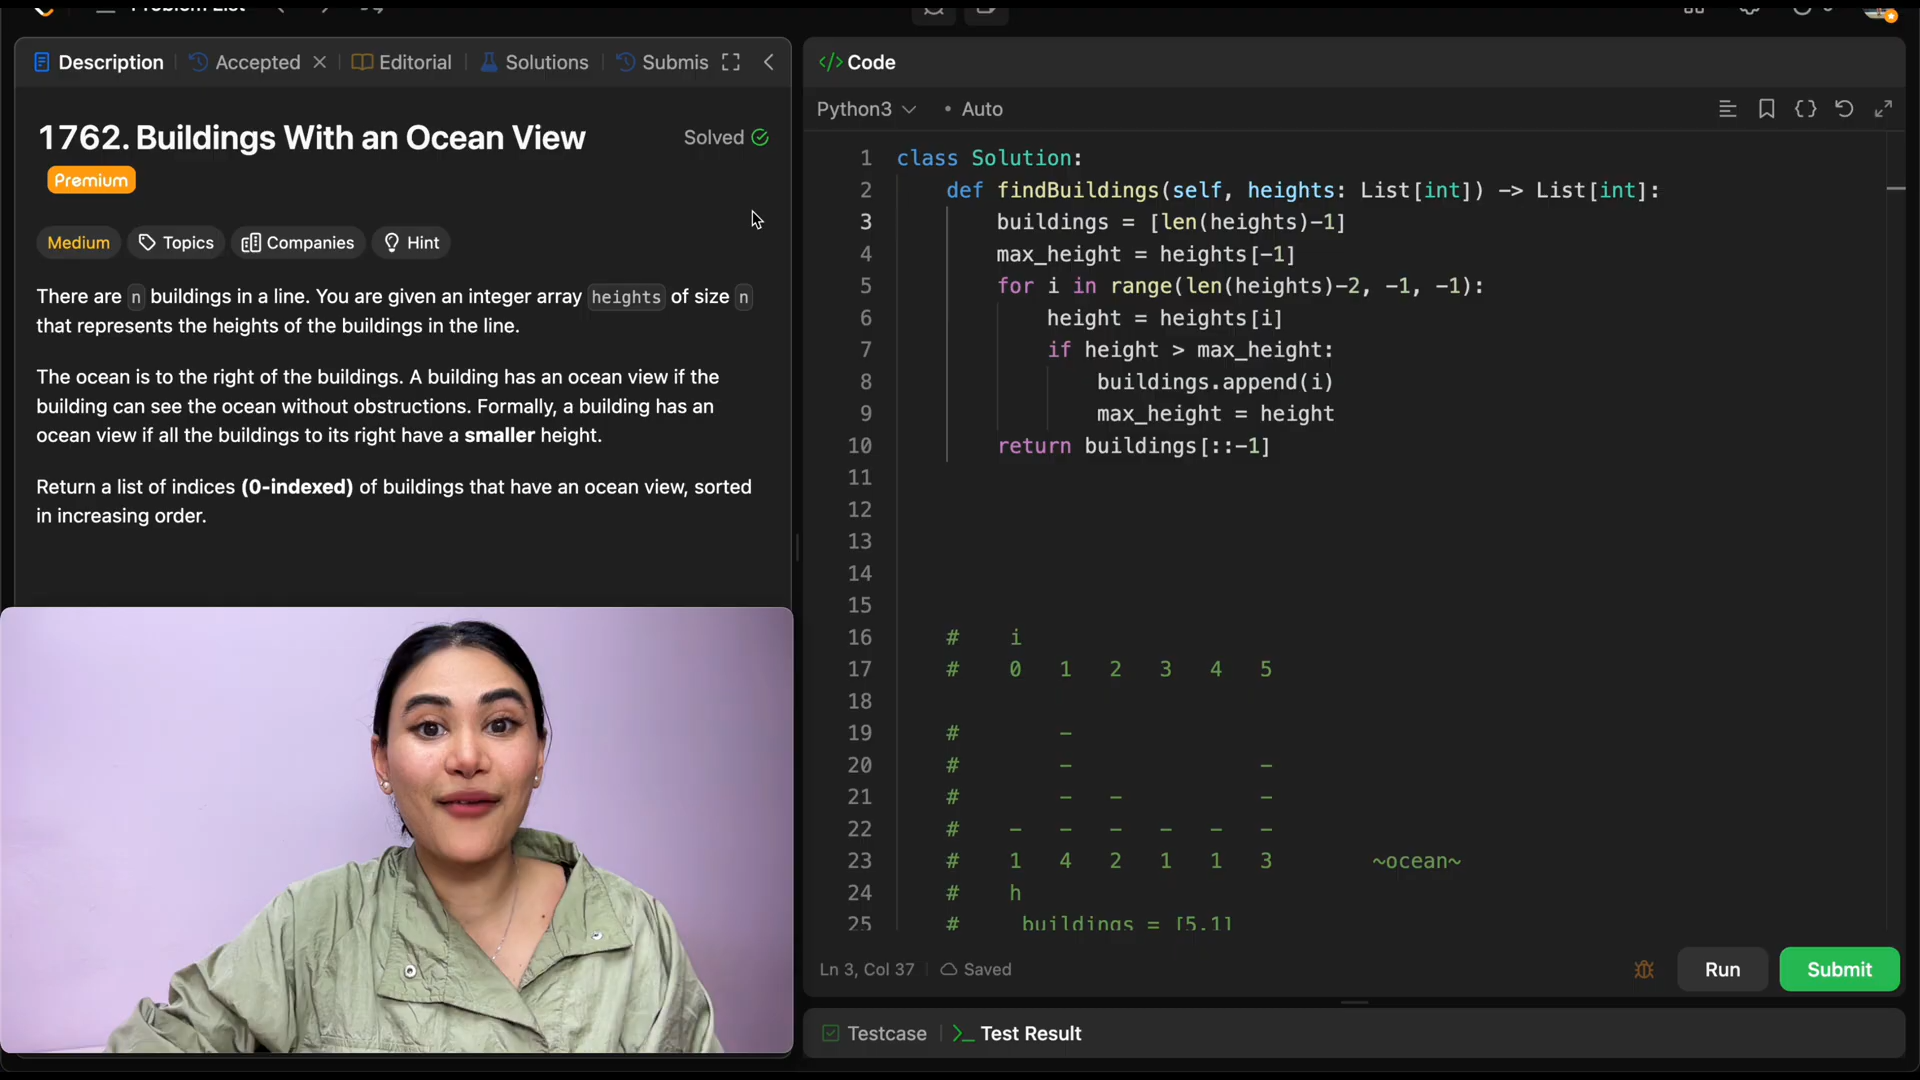 Problem List
Description
Accepted
Editorial
Solutions
Submis
1762. Buildings With an Ocean View
Solved
Premium
Medium
Topics
Companies
Hint
There are n buildings in a line. You are given an integer array heights of size n
that represents the heights of the buildings in the line.
The ocean is to the right of the buildings. A building has an ocean view if the
building can see the ocean without obstructions. Formally, a building has an
ocean view if all the buildings to its right have a smaller height.
Return a list of indices (0-indexed) of buildings that have an ocean view, sorted
in increasing order.
</> Code
Python3 • Auto
1 class Solution:
2 def findBuildings(self, heights: List[int]) -> List[int]:
3 buildings = [len(heights)-1]
4 max_height = heights[-1]
5 for i in range(len(heights)-2, -1, -1):
6 height = heights[i]
7 if height > max_height:
8 buildings.append(i)
9 max_height = height
10 return buildings[::-1]
11
12
13
14
15
16 # i
17 # 0 1 2 3 4 5
18
19 # -
20 # - -
21 # - - -
22 # - - - - - -
23 # 1 4 2 1 1 3 ~ocean~
24 # h
25 # buildings = [5,1]
Ln 3, Col 37
Saved
Run
Submit
Testcase
Test Result